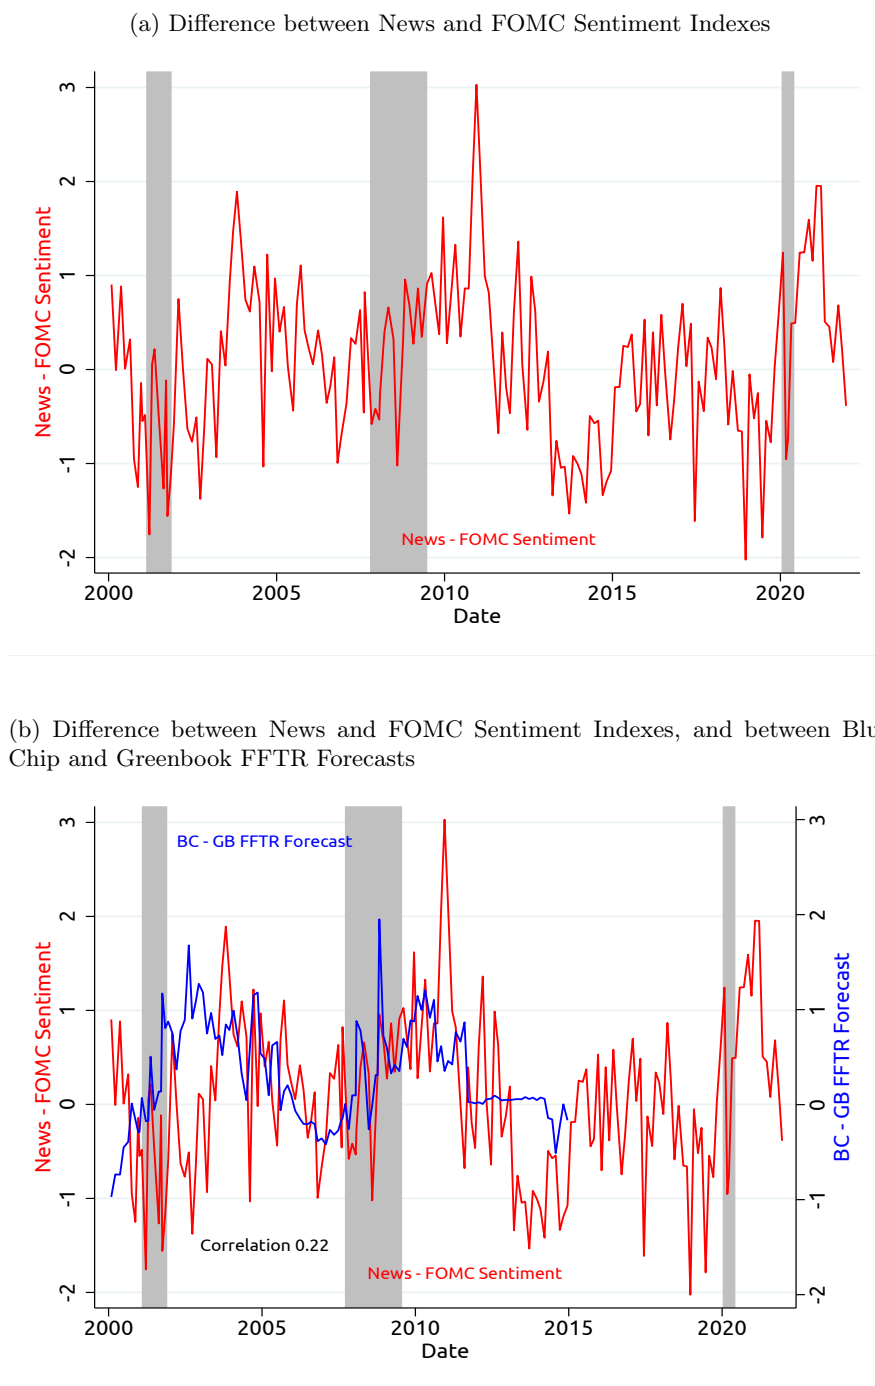 (a) Difference between News and FOMC Sentiment Indexes
3
2
1
0
-1
-2
News - FOMC Sentiment
News - FOMC Sentiment
2000 2005 2010 2015 2020
Date
(b) Difference between News and FOMC Sentiment Indexes, and between Blu
Chip and Greenbook FFTR Forecasts
3
2
1
0
-1
-2
News - FOMC Sentiment
BC - GB FFTR Forecast
Correlation 0.22
News - FOMC Sentiment
3
2
1
0
-1
-2
BC - GB FFTR Forecast
2000 2005 2010 2015 2020
Date